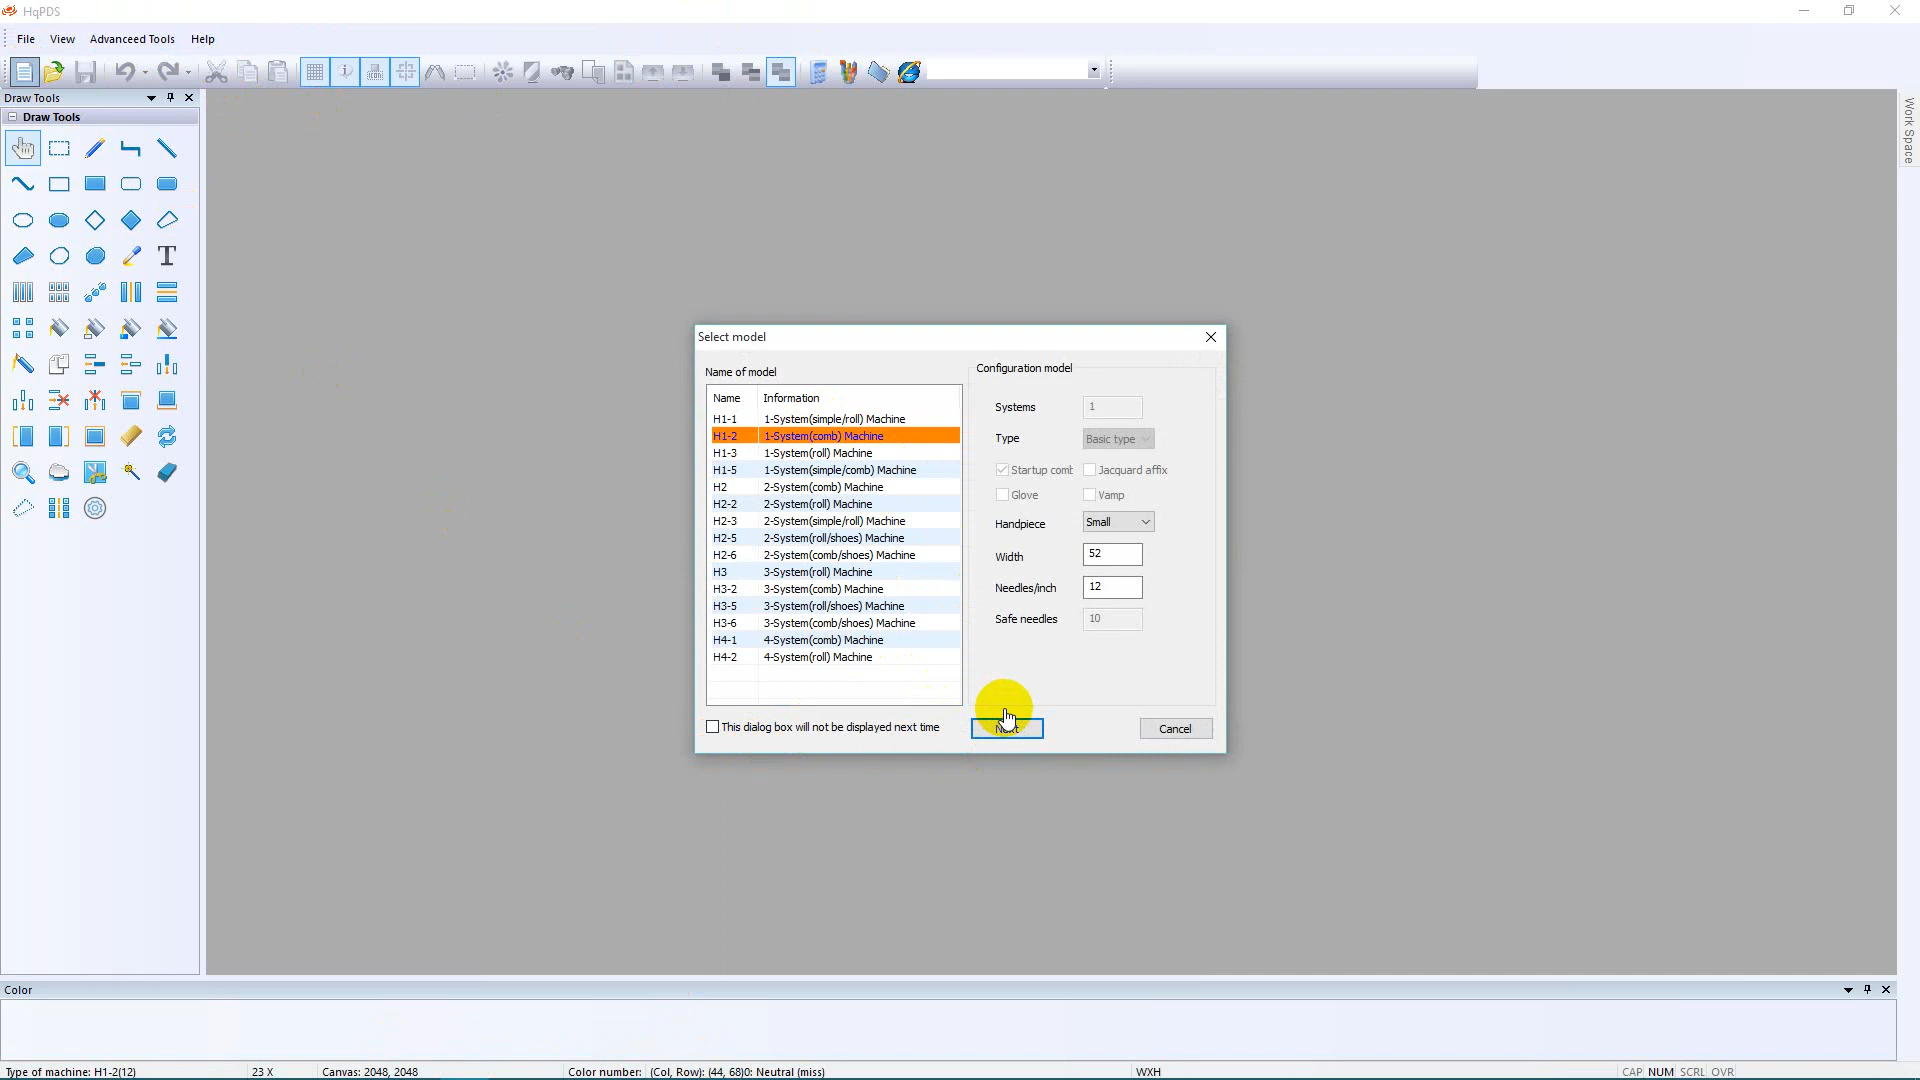 HqPDS
File View Advanceed Tools Help
Draw Tools
Draw Tools
Work Space
Select model
Name of model
Name Information
H1-1 1-System(simple/roll) Machine
H1-2 1-System(comb) Machine
H1-3 1-System(roll) Machine
H1-5 1-System(simple/comb) Machine
H2 2-System(comb) Machine
H2-2 2-System(roll) Machine
H2-3 2-System(simple/roll) Machine
H2-5 2-System(roll/shoes) Machine
H2-6 2-System(comb/shoes) Machine
H3 3-System(roll) Machine
H3-2 3-System(comb) Machine
H3-5 3-System(roll/shoes) Machine
H3-6 3-System(comb/shoes) Machine
H4-1 4-System(comb) Machine
H4-2 4-System(roll) Machine
Configuration model
Systems 1
Type Basic type
Startup comb Jacquard affix
Glove Vamp
Handpiece Small
Width 52
Needles/inch 12
Safe needles 10
This dialog box will not be displayed next time
Next Cancel
Color
Type of machine: H1-2(12) 23 X Canvas: 2048, 2048 Color number: (Col, Row): (44, 68)0: Neutral (miss) WXH CAP NUM SCRL OVR